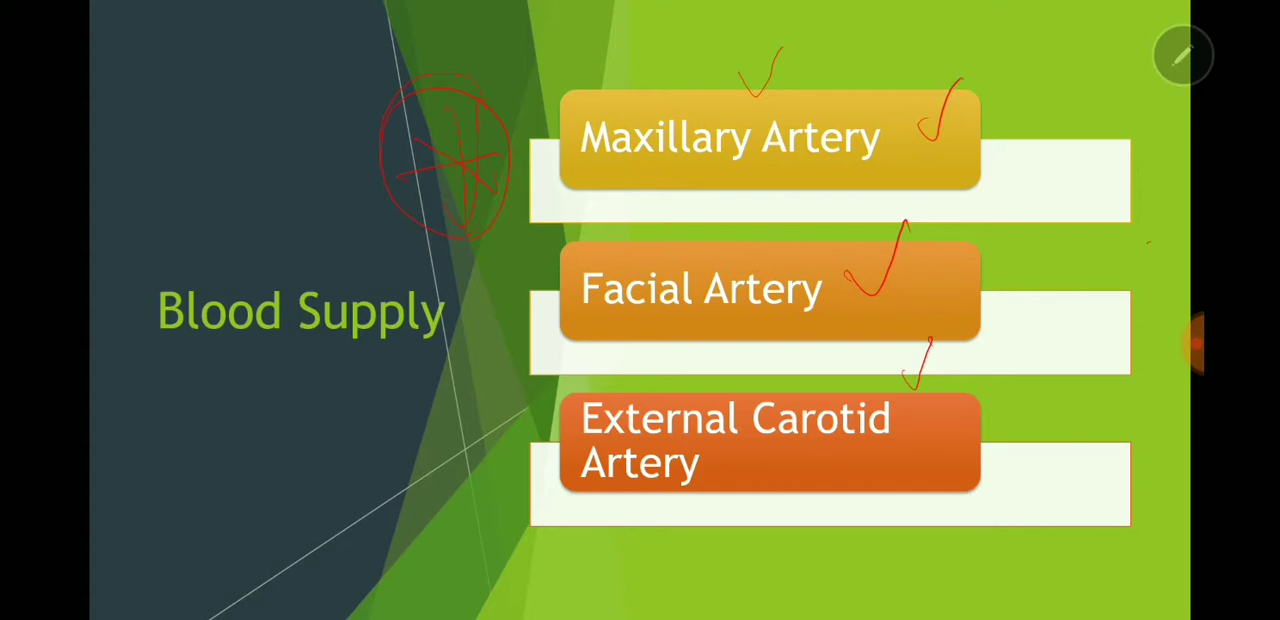 Blood Supply
Maxillary Artery
Facial Artery
External Carotid
Artery